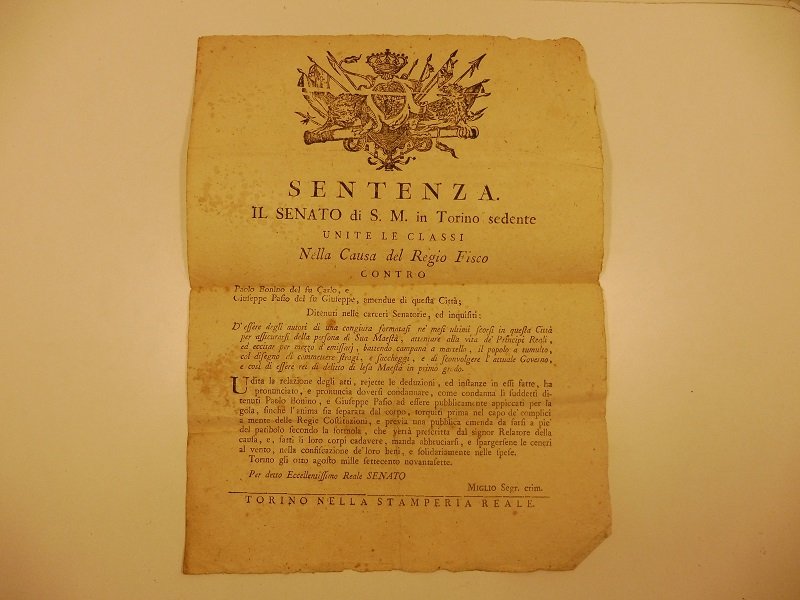 SENTENZA.
IL SENATO di S. M. in Torino sedente
UNITE LE CLASSI
Nella Causa del Regio Fisco
CONTRO
Paolo Bonino del fu Carlo, e
Giuseppe Pasio del fu Giuseppe, amendue di questa Città;
Ditenuti nelle carceri Senatorie, ed inquisiti:
D'essere degli autori di una congiura formatasi ne' mesi ultimi scorsi in questa Città
per assicurarsi della persona di Sua Maestà, attentare alla vita de' Principi Reali,
ed eccitar per mezzo d'emissarj, battendo campana a martello, il popolo a tumulto,
col disegno di commettere stragi, e saccheggi, e di sconvolgere l'attuale Governo,
e così di essere rei di delitto di lesa Maestà in primo grado.
Udita la relazione degli atti, rejette le deduzioni, ed instanze in essi fatte, ha
pronunciato, e pronuncia doversi condannare, come condanna li suddetti di-
tenuti Paolo Bonino, e Giuseppe Pasio ad essere pubblicamente appiccati per la
gola, finchè l'anima sia separata dal corpo, torquiti prima nel capo de' complici
a mente delle Regie Costituzioni, e previa una pubblica emenda da farsi a piè
del patibolo secondo la formola, che verrà prescritta dal signor Relatore della
causa, e, fatti si loro corpi cadavere, manda abbruciarsi, e spargersene le ceneri
al vento, nella confiscazione de' loro beni, e solidariamente nelle spese.
Torino gli otto agosto mille settecento novantasette.
Per detto Eccellentissimo Reale SENATO
MIGLIO Segr. crim.
TORINO NELLA STAMPERIA REALE.